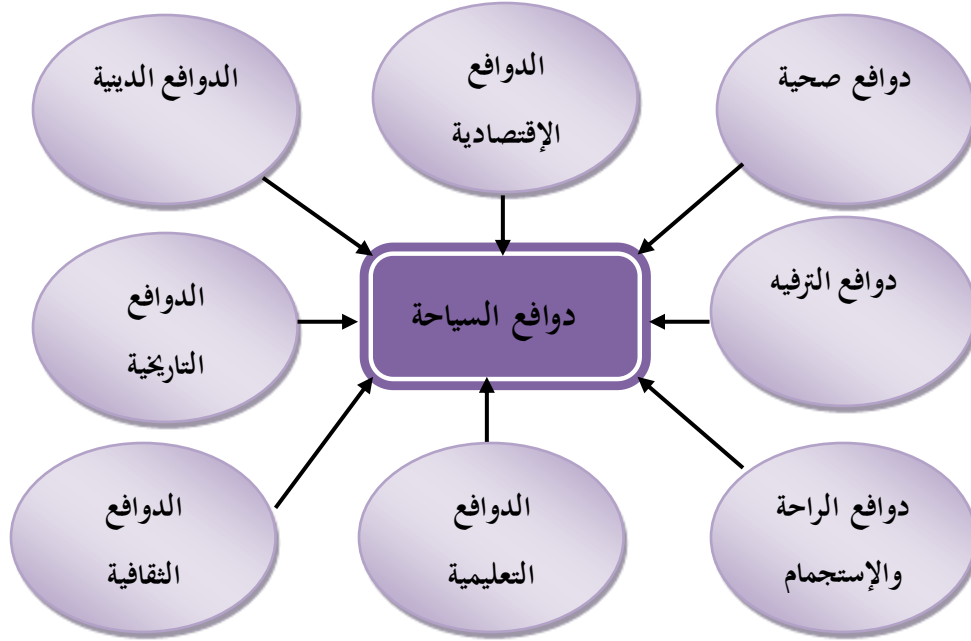 دوافع صحية
الدوافع
الإقتصادية
الدوافع الدينية
دوافع الترفيه
دوافع السياحة
الدوافع
التاريخية
دوافع الراحة
والإستجمام
الدوافع
التعليمية
الدوافع
الثقافية